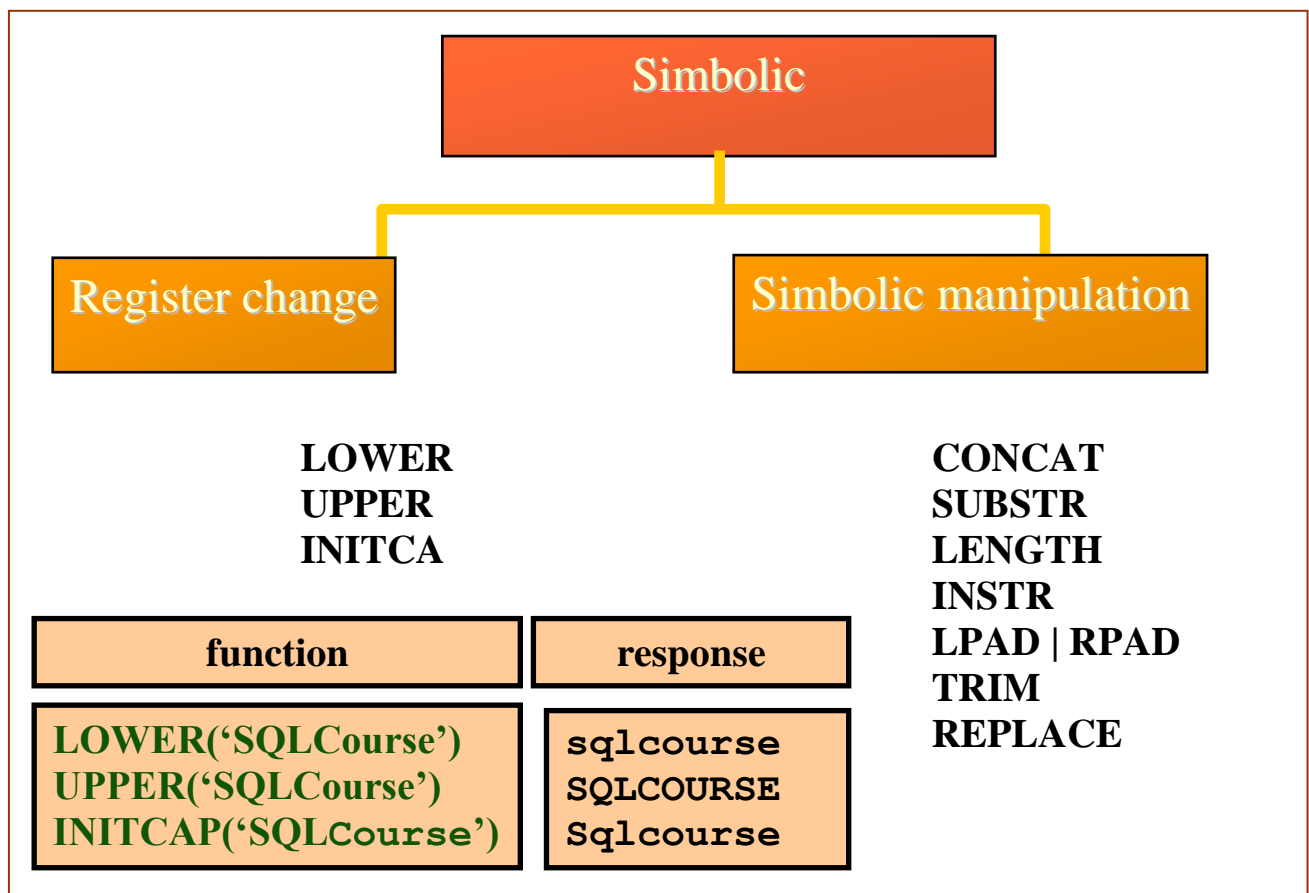 Simbolic
Register change
Simbolic manipulation
LOWER
UPPER
INITCA
CONCAT
SUBSTR
LENGTH
INSTR
LPAD | RPAD
TRIM
REPLACE
function
response
LOWER(‘SQLCourse’)
UPPER(‘SQLCourse’)
INITCAP(‘SQLCourse’)
sqlcourse
SQLCOURSE
Sqlcourse